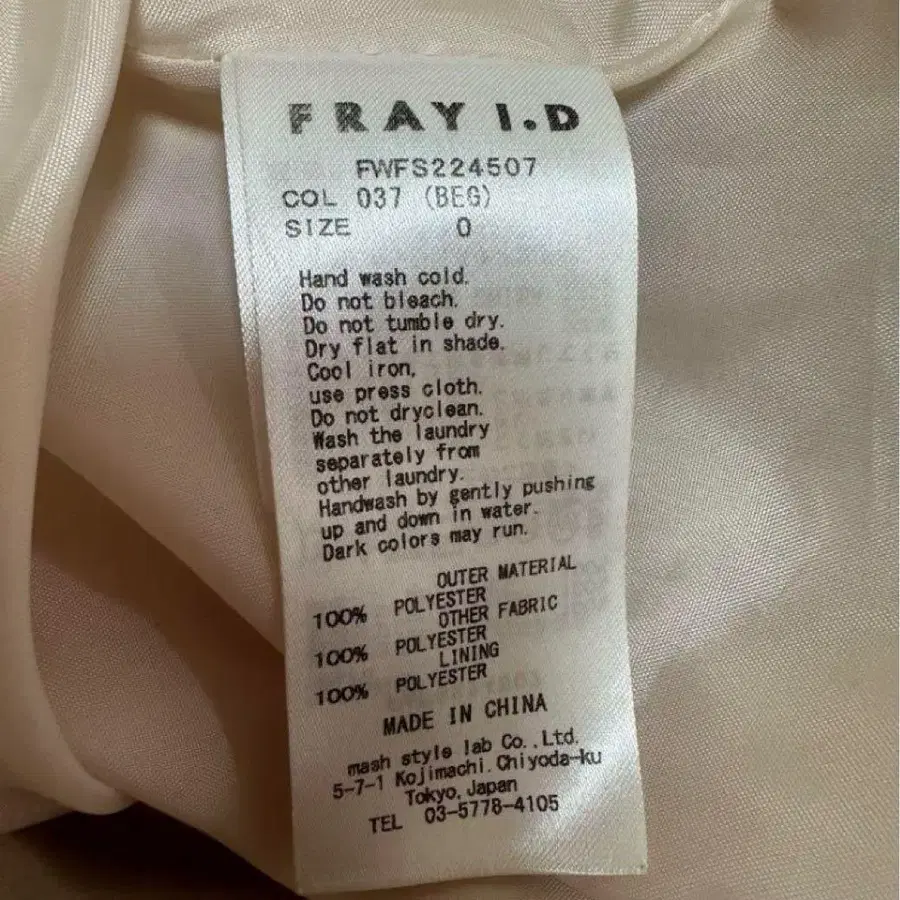 FRAY I.D
FWFS224507
COL 037 (BEG)
SIZE 0
Hand wash cold.
Do not bleach.
Do not tumble dry.
Dry flat in shade.
Cool iron,
use press cloth.
Do not dryclean.
Wash the laundry
separately from
other laundry.
Handwash by gently pushing
up and down in water.
Dark colors may run.
OUTER MATERIAL
100% POLYESTER
OTHER FABRIC
100% POLYESTER
LINING
100% POLYESTER
MADE IN CHINA
mash style lab Co.,Ltd.
5-7-1 Kojimachi.Chiyoda-ku
Tokyo,Japan
TEL 03-5778-4105